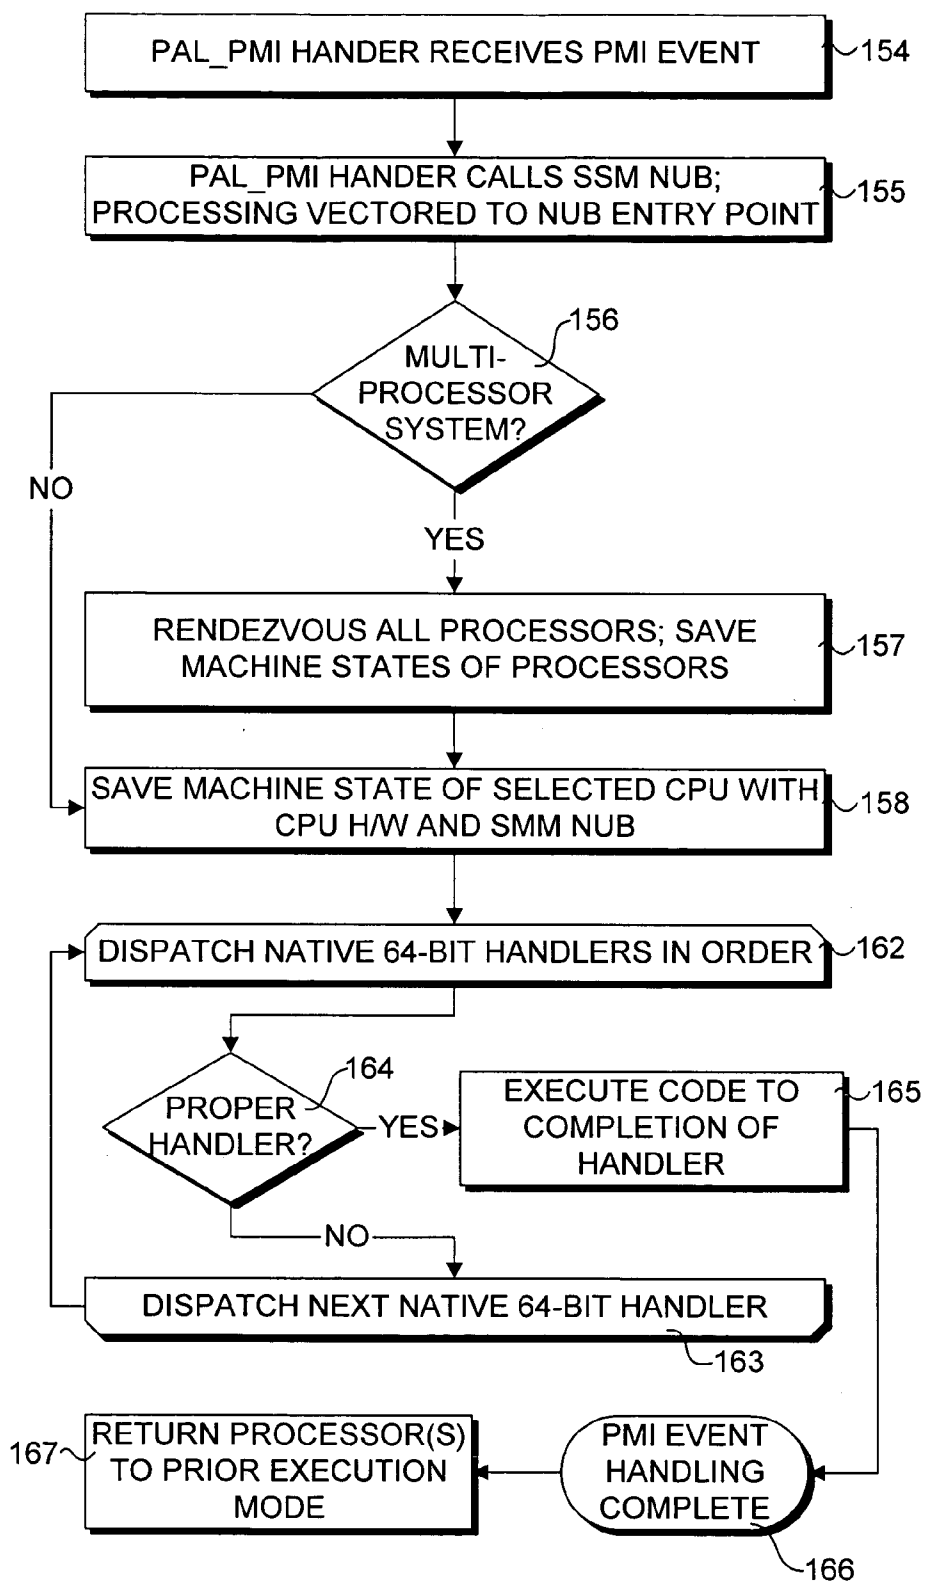 PAL_PMI HANDER RECEIVES PMI EVENT
154
PAL_PMI HANDER CALLS SSM NUB;
PROCESSING VECTORED TO NUB ENTRY POINT
155
156
MULTI-
PROCESSOR
SYSTEM?
NO
YES
RENDEZVOUS ALL PROCESSORS; SAVE
MACHINE STATES OF PROCESSORS
157
SAVE MACHINE STATE OF SELECTED CPU WITH
CPU H/W AND SMM NUB
158
DISPATCH NATIVE 64-BIT HANDLERS IN ORDER
162
164
PROPER
HANDLER?
YES
EXECUTE CODE TO
COMPLETION OF
HANDLER
165
NO
DISPATCH NEXT NATIVE 64-BIT HANDLER
163
167
RETURN PROCESSOR(S)
TO PRIOR EXECUTION
MODE
PMI EVENT
HANDLING
COMPLETE
166